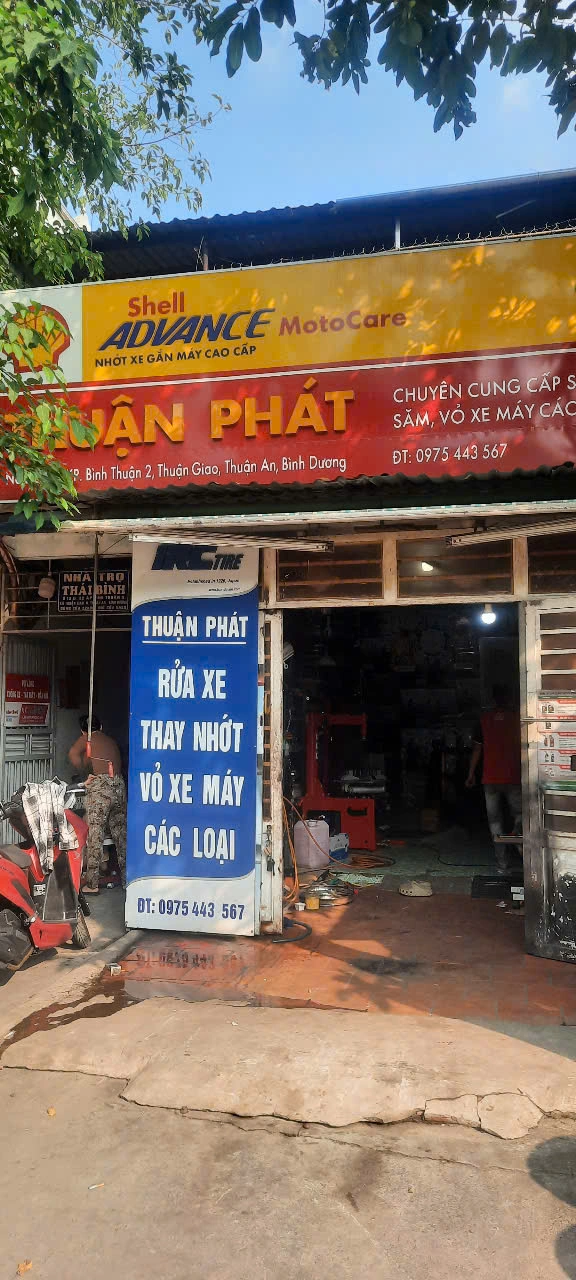 Shell
ADVANCE MotoCare
NHỚT XE GẮN MÁY CAO CẤP
THUẬN PHÁT
CHUYÊN CUNG CẤP S
SĂM, VỎ XE MÁY CÁC
KP. Bình Thuận 2, Thuận Giao, Thuận An, Bình Dương
ĐT: 0975 443 567
NHÀ TRỌ
THÁI BÌNH
TIRE
THUẬN PHÁT
RỬA XE
THAY NHỚT
VỎ XE MÁY
CÁC LOẠI
ĐT: 0975 443 567